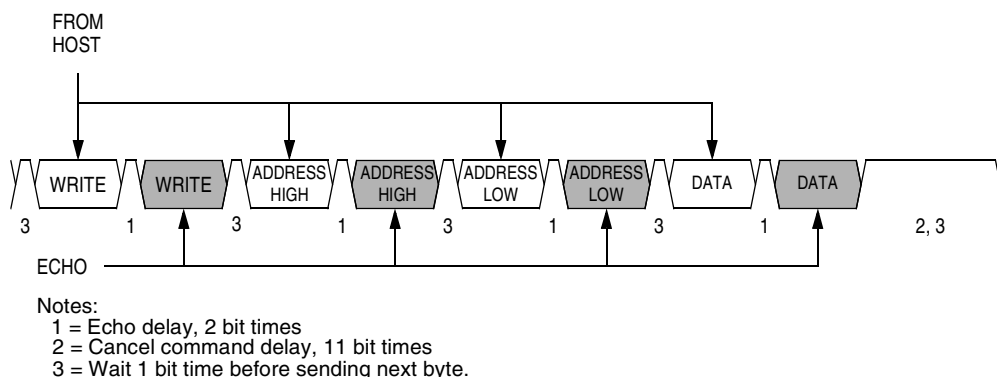 FROM
HOST
WRITE WRITE ADDRESS HIGH ADDRESS HIGH ADDRESS LOW ADDRESS LOW DATA DATA
3 1 3 1 3 1 3 1 2, 3
ECHO
Notes:
1 = Echo delay, 2 bit times
2 = Cancel command delay, 11 bit times
3 = Wait 1 bit time before sending next byte.